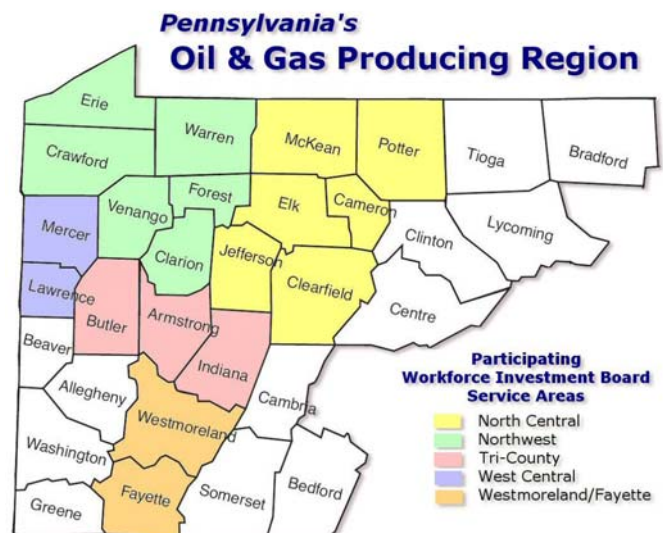 Pennsylvania's
Oil & Gas Producing Region
Erie
Warren
McKean
Potter
Tioga
Bradford
Crawford
Forest
Elk
Cameron
Venango
Lycoming
Mercer
Clinton
Clarion
Jefferson
Clearfield
Lawrence
Butler
Armstrong
Centre
Beaver
Indiana
Allegheny
Cambria
Westmoreland
Washington
Fayette
Somerset
Bedford
Greene
Participating
Workforce Investment Board
Service Areas
North Central
Northwest
Tri-County
West Central
Westmoreland/Fayette